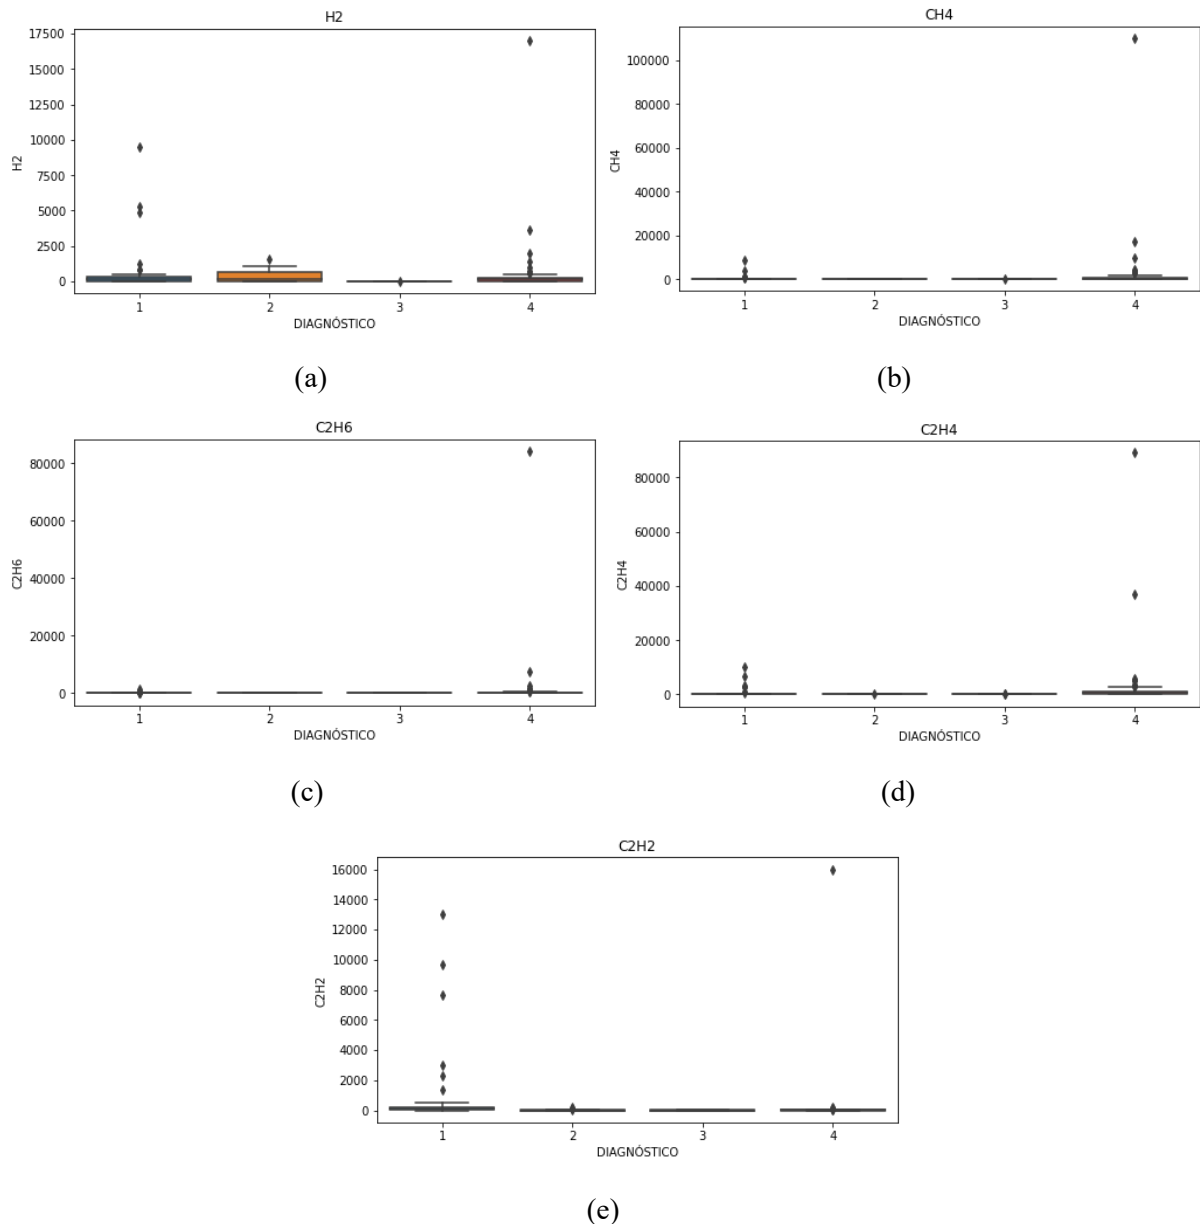 H2
17500
15000
12500
10000
7500
5000
2500
0
H2
1 2 3 4
DIAGNÓSTICO
(a)
CH4
100000
80000
60000
40000
20000
0
CH4
1 2 3 4
DIAGNÓSTICO
(b)
C2H6
80000
60000
40000
20000
0
C2H6
1 2 3 4
DIAGNÓSTICO
(c)
C2H4
80000
60000
40000
20000
0
C2H4
1 2 3 4
DIAGNÓSTICO
(d)
C2H2
16000
14000
12000
10000
8000
6000
4000
2000
0
C2H2
1 2 3 4
DIAGNÓSTICO
(e)